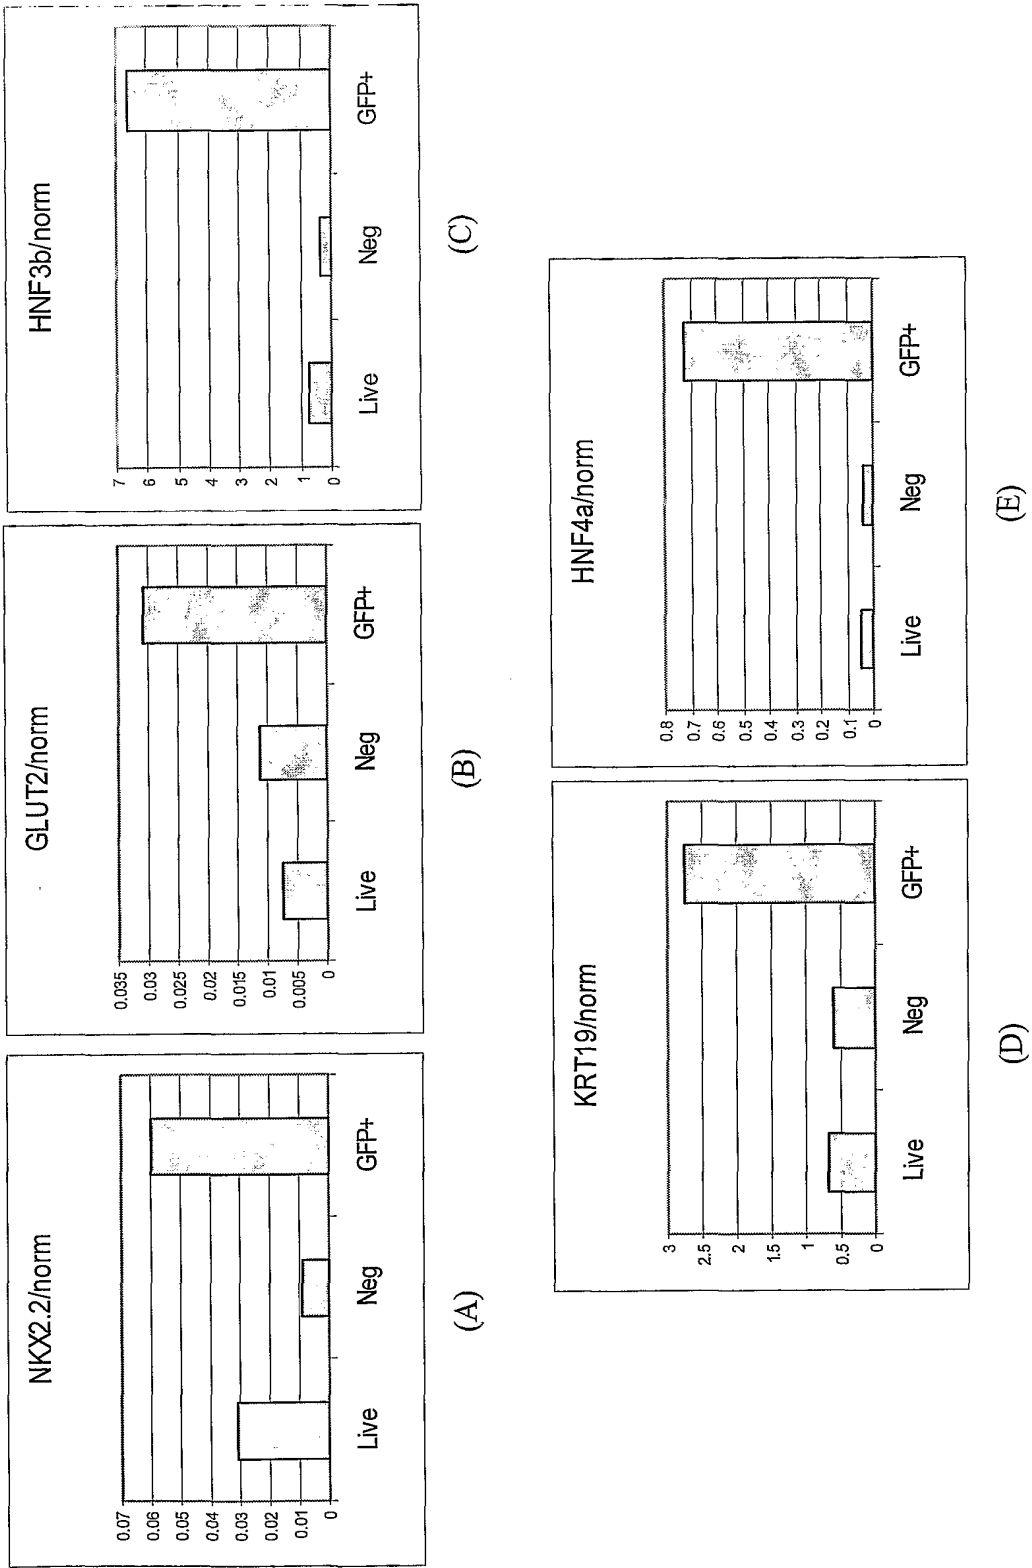 NKX2.2/norm
0.07
0.06
0.05
0.04
0.03
0.02
0.01
0
Live Neg GFP+
(A)
GLUT2/norm
0.035
0.03
0.025
0.02
0.015
0.01
0.005
0
Live Neg GFP+
(B)
HNF3b/norm
7
6
5
4
3
2
1
0
Live Neg GFP+
(C)
KRT19/norm
3
2.5
2
1.5
1
0.5
0
Live Neg GFP+
(D)
HNF4a/norm
0.8
0.7
0.6
0.5
0.4
0.3
0.2
0.1
0
Live Neg GFP+
(E)